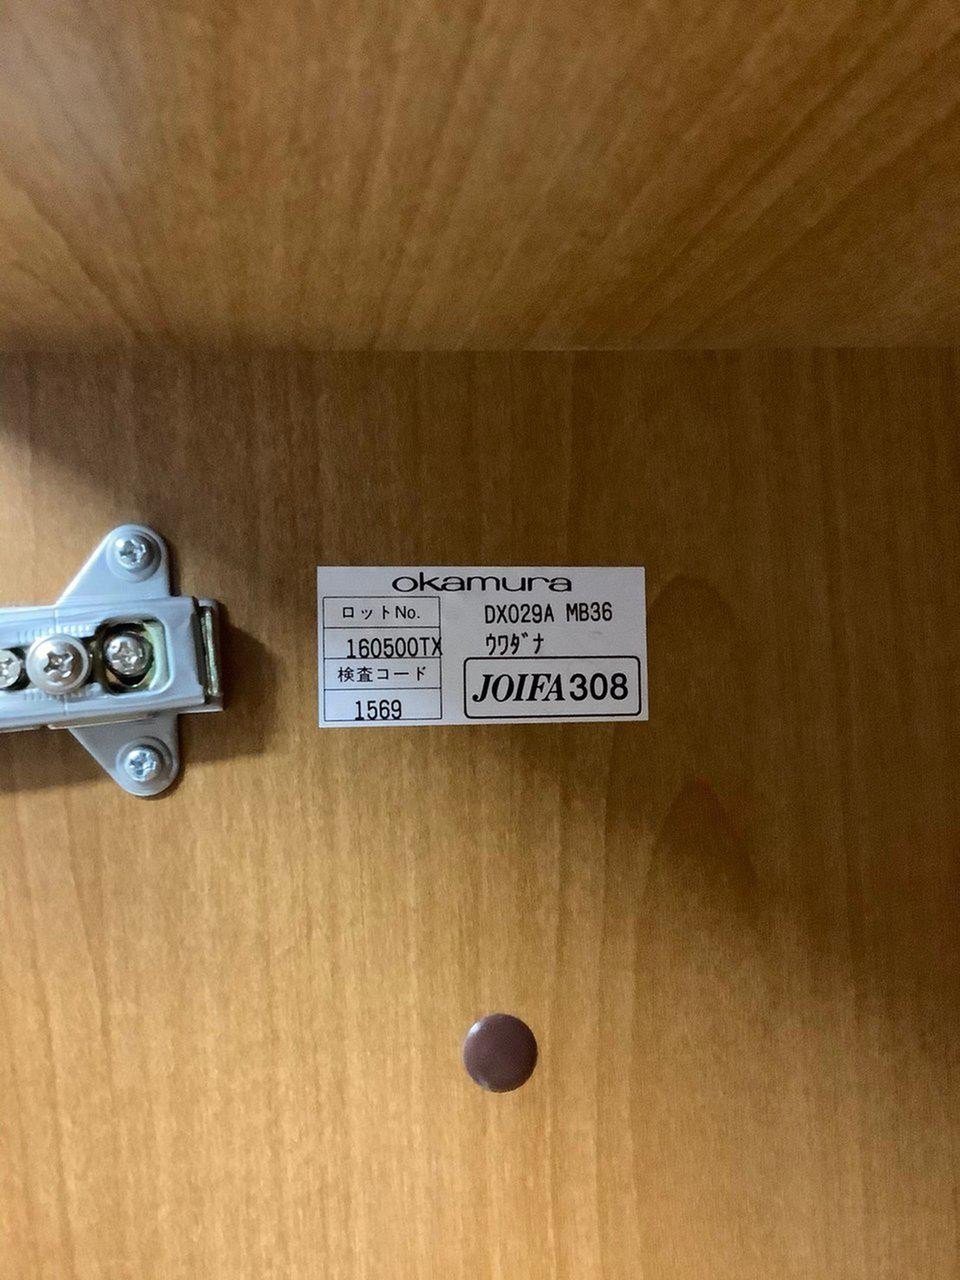 okamura
ロットNo.
160500TX
検査コード
1569
DX029A MB36
ウワダナ
JOIFA308